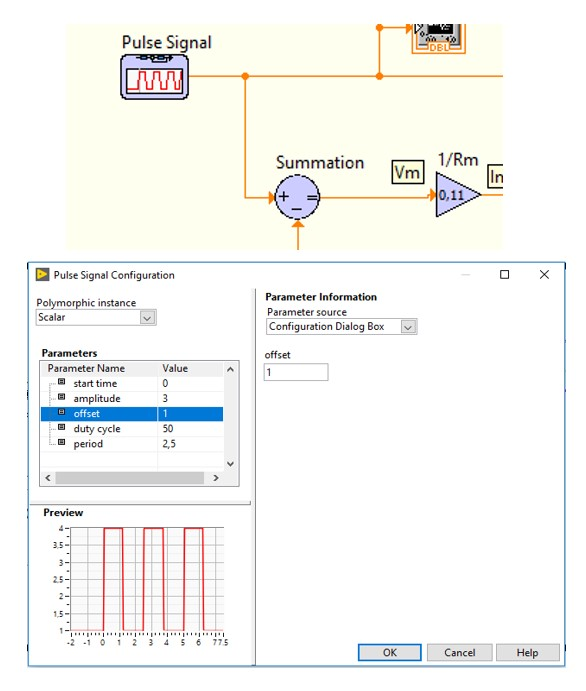 Pulse Signal
DBL
Summation
+
−
=
Vm
1/Rm
0,11
In
Pulse Signal Configuration
Polymorphic instance
Scalar
Parameters
Parameter Name Value
start time 0
amplitude 3
offset 1
duty cycle 50
period 2,5
Preview
4
3.5
3
2.5
2
1.5
1
-2 -1 0 1 2 3 4 5 6 7 7.5
Parameter Information
Parameter source
Configuration Dialog Box
offset
1
OK Cancel Help